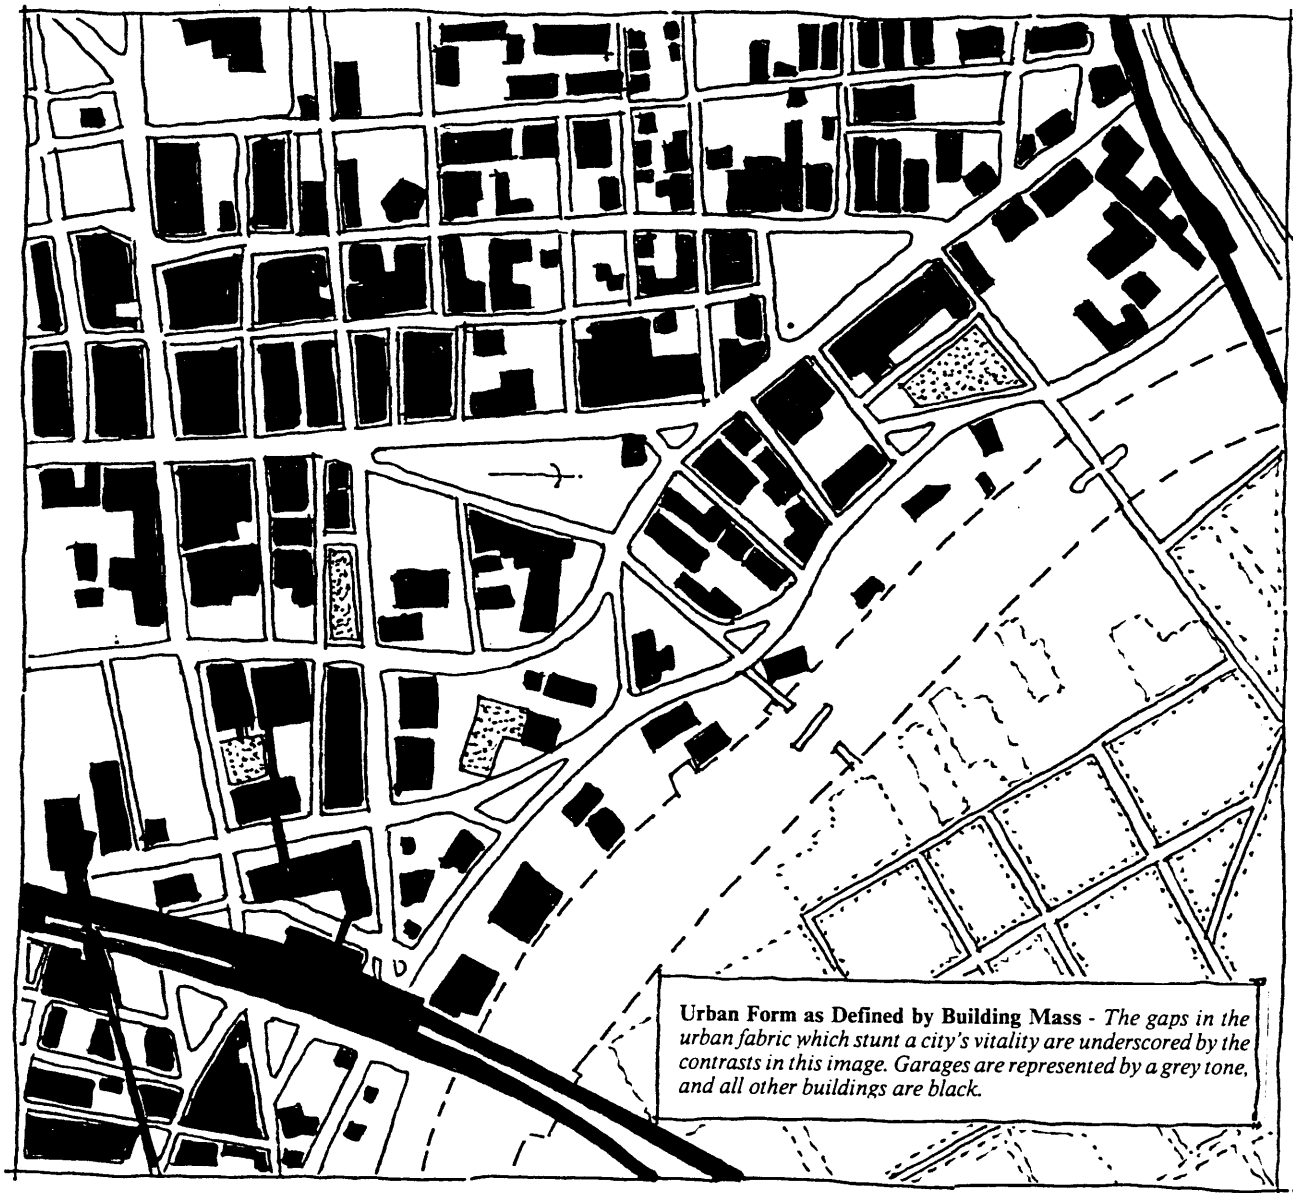 Urban Form as Defined by Building Mass - The gaps in the
urban fabric which stunt a city's vitality are underscored by the
contrasts in this image. Garages are represented by a grey tone,
and all other buildings are black.